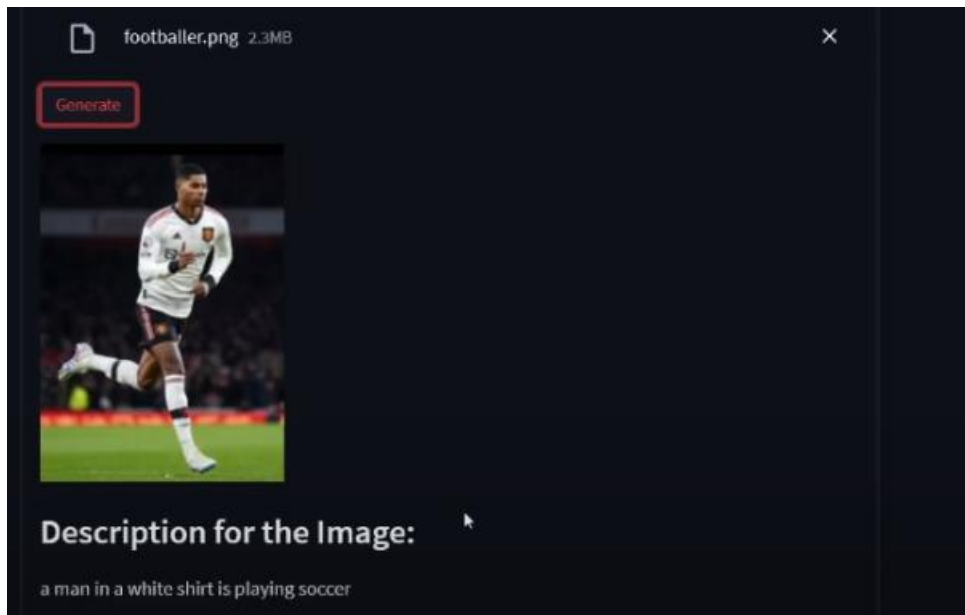 footballer.png 2.3MB
Generate
Description for the Image:
a man in a white shirt is playing soccer